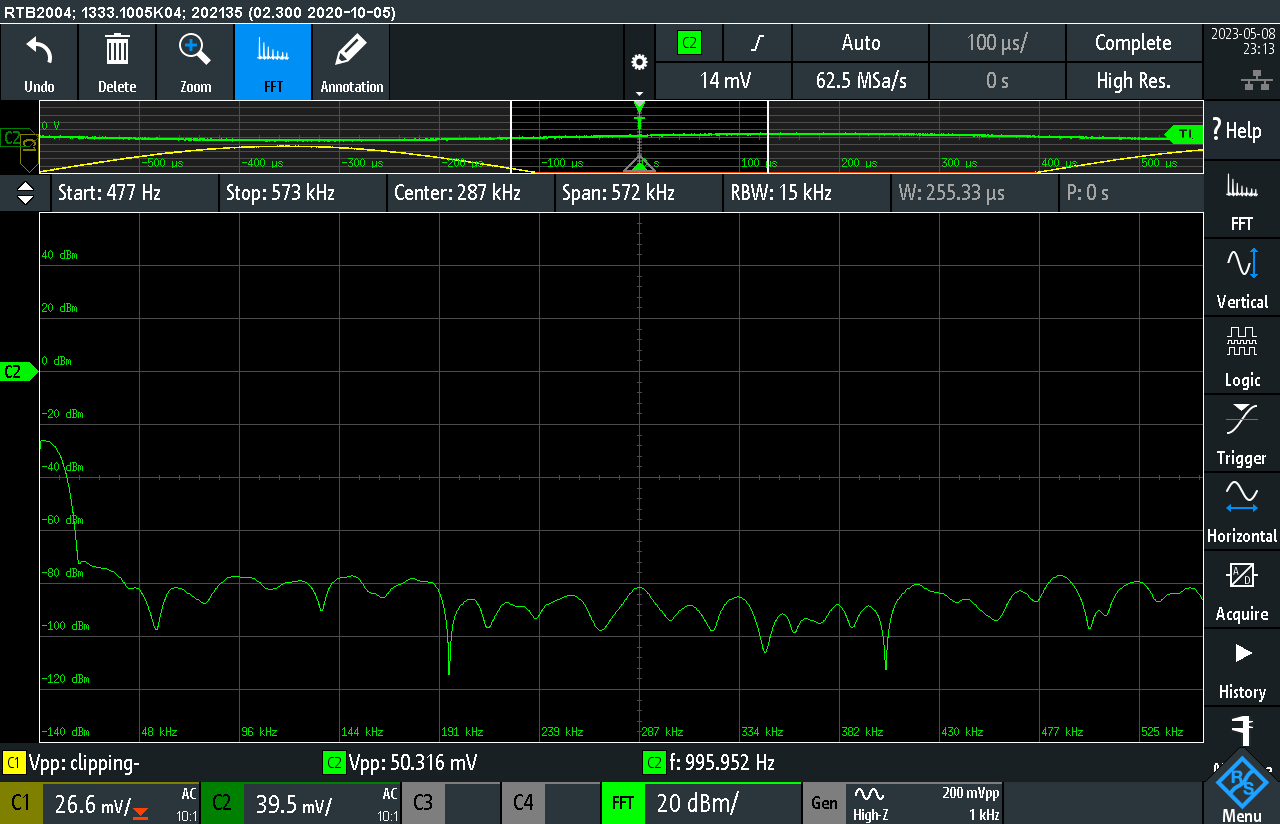 RTB2004; 1333.1005K04; 202135 (02.300 2020-10-05)
Undo Delete Zoom FFT Annotation
C2 Auto 100 µs/ Complete
14 mV 62.5 MSa/s 0 s High Res.
2023-05-08
23:13
C2 C1 0 V
-500 µs -400 µs -300 µs -200 µs -100 µs 0 s 100 µs 200 µs 300 µs 400 µs 500 µs
TL
? Help
Start: 477 Hz Stop: 573 kHz Center: 287 kHz Span: 572 kHz RBW: 15 kHz W: 255.33 µs P: 0 s
FFT
Vertical
Logic
Trigger
Horizontal
A/D
Acquire
History
40 dBm
20 dBm
C2 0 dBm
-20 dBm
-40 dBm
-60 dBm
-80 dBm
-100 dBm
-120 dBm
-140 dBm 48 kHz 96 kHz 144 kHz 191 kHz 239 kHz 287 kHz 334 kHz 382 kHz 430 kHz 477 kHz 525 kHz
C1 Vpp: clipping- C2 Vpp: 50.316 mV C2 f: 995.952 Hz
C1 26.6 mV/ AC 10:1 C2 39.5 mV/ AC 10:1 C3 C4 FFT 20 dBm/ Gen High-Z 200 mVpp 1 kHz
R&S
Menu